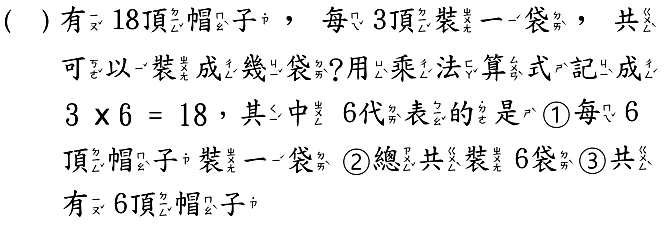 ( )有18頂帽子，每3頂裝一袋，共
可以裝成幾袋?用乘法算式記成
3 x 6 = 18，其中 6代表的是①每6
頂帽子裝一袋 ②總共裝 6袋③共
有 6頂帽子